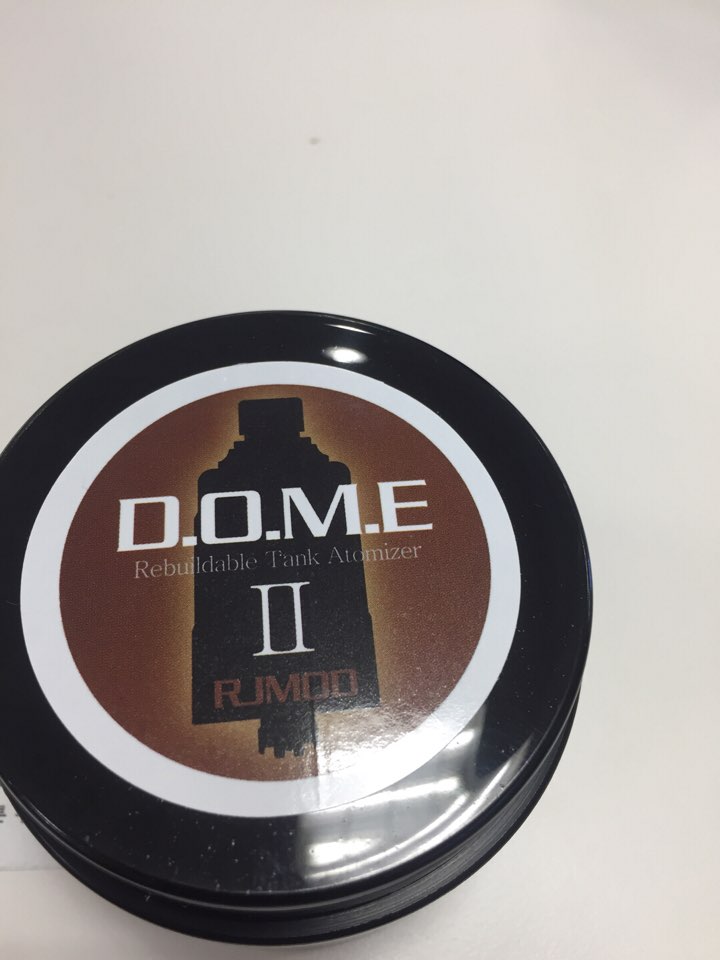 D.O.M.E
Rebuildable Tank Atomizer
II
RJMOD